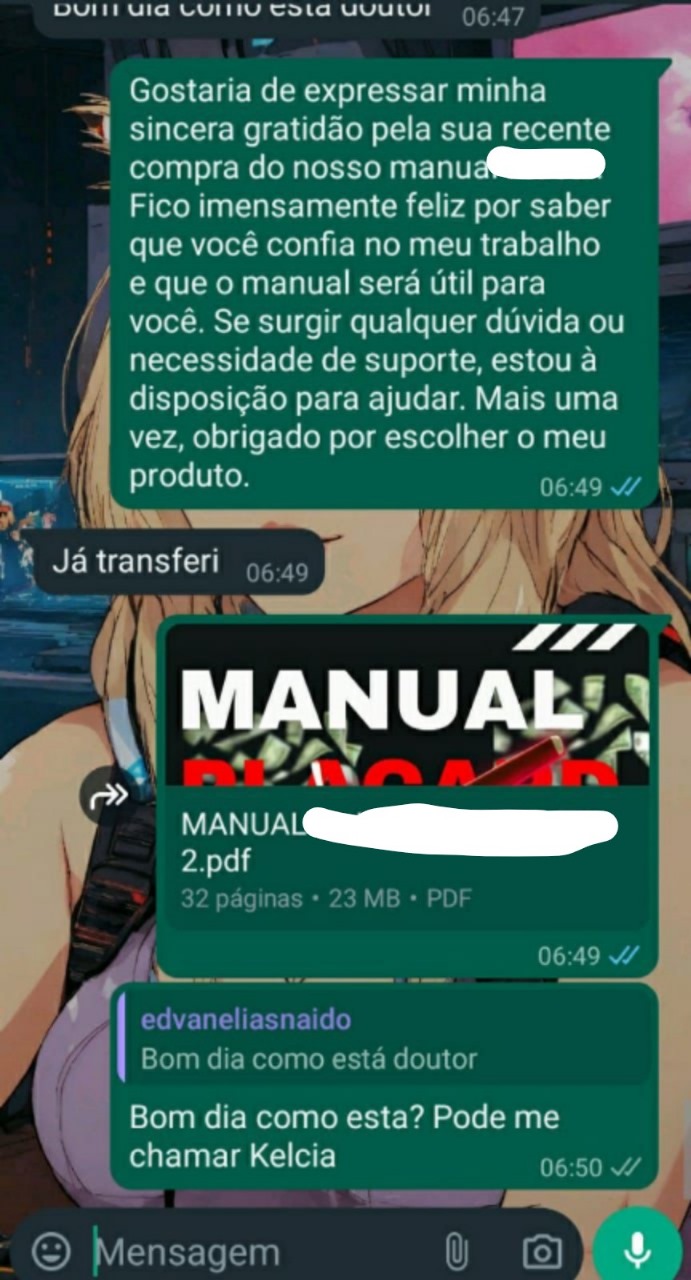 Bom dia como está doutor 06:47
Gostaria de expressar minha
sincera gratidão pela sua recente
compra do nosso manual
Fico imensamente feliz por saber
que você confia no meu trabalho
e que o manual será útil para
você. Se surgir qualquer dúvida ou
necessidade de suporte, estou à
disposição para ajudar. Mais uma
vez, obrigado por escolher o meu
produto. 06:49
Já transferi 06:49
MANUAL
PLACARD
MANUAL
2.pdf
32 páginas • 23 MB • PDF
06:49
edvaneliasnaido
Bom dia como está doutor
Bom dia como esta? Pode me
chamar Kelcia 06:50
Mensagem